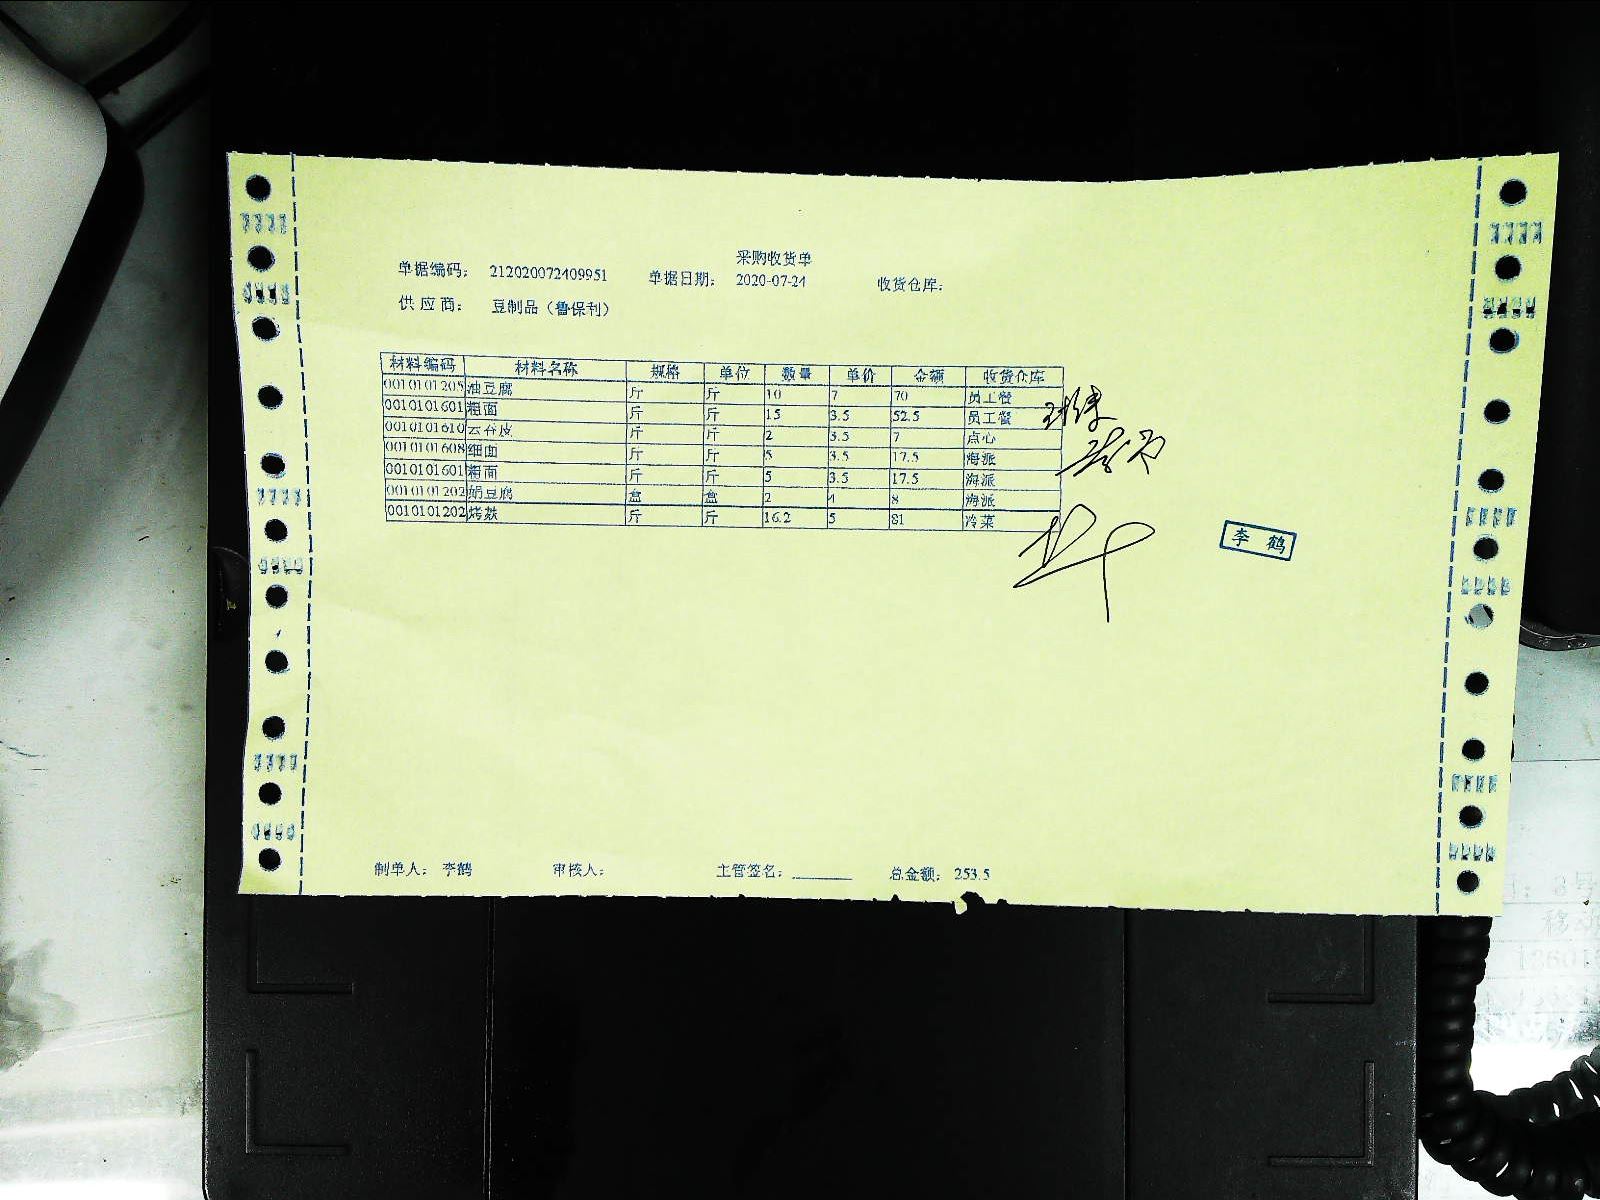 采购收货单
单据编码： 212020072409951 单据日期： 2020-07-24 收货仓库：
供 应 商： 豆制品（鲁保利）
材料编码 材料名称 规格 单位 数量 单价 金额 收货仓库
0010101205 油豆腐 斤 斤 10 7 70 员工餐
0010101601 粗面 斤 斤 15 3.5 52.5 员工餐
0010101610 云吞皮 斤 斤 2 3.5 7 点心
0010101608 细面 斤 斤 5 3.5 17.5 海派
0010101601 粗面 斤 斤 5 3.5 17.5 海派
0010101202 绢豆腐 盒 盒 2 4 8 海派
0010101202 烤麸 斤 斤 16.2 5 81 冷菜
李 鹤
制单人： 李鹤 审核人： 主管签名： 总金额： 253.5